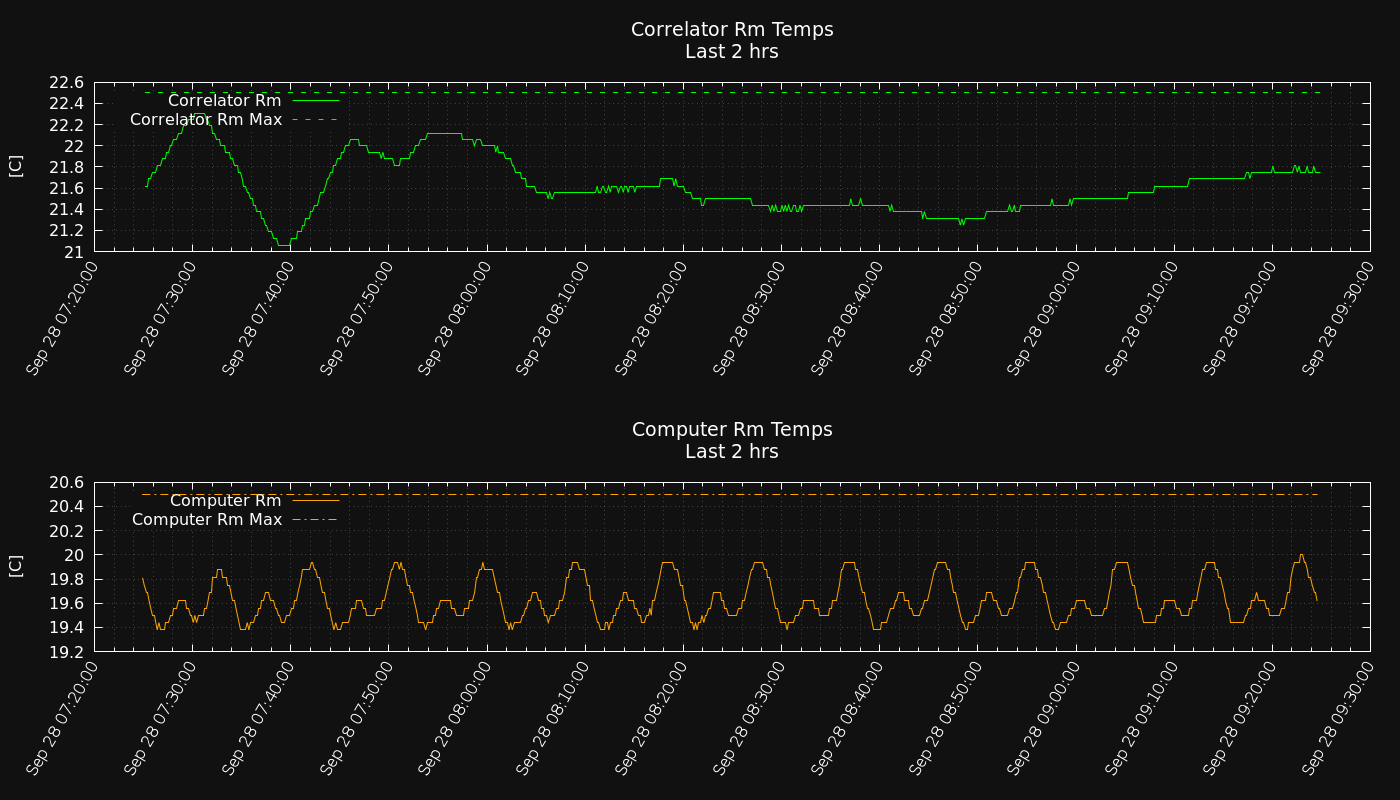 Correlator Rm Temps
Last 2 hrs
[C]
22.6
22.4
22.2
22
21.8
21.6
21.4
21.2
21
Correlator Rm
Correlator Rm Max
Sep 28 07:20:00
Sep 28 07:30:00
Sep 28 07:40:00
Sep 28 07:50:00
Sep 28 08:00:00
Sep 28 08:10:00
Sep 28 08:20:00
Sep 28 08:30:00
Sep 28 08:40:00
Sep 28 08:50:00
Sep 28 09:00:00
Sep 28 09:10:00
Sep 28 09:20:00
Sep 28 09:30:00
Computer Rm Temps
Last 2 hrs
[C]
20.6
20.4
20.2
20
19.8
19.6
19.4
19.2
Computer Rm
Computer Rm Max
Sep 28 07:20:00
Sep 28 07:30:00
Sep 28 07:40:00
Sep 28 07:50:00
Sep 28 08:00:00
Sep 28 08:10:00
Sep 28 08:20:00
Sep 28 08:30:00
Sep 28 08:40:00
Sep 28 08:50:00
Sep 28 09:00:00
Sep 28 09:10:00
Sep 28 09:20:00
Sep 28 09:30:00